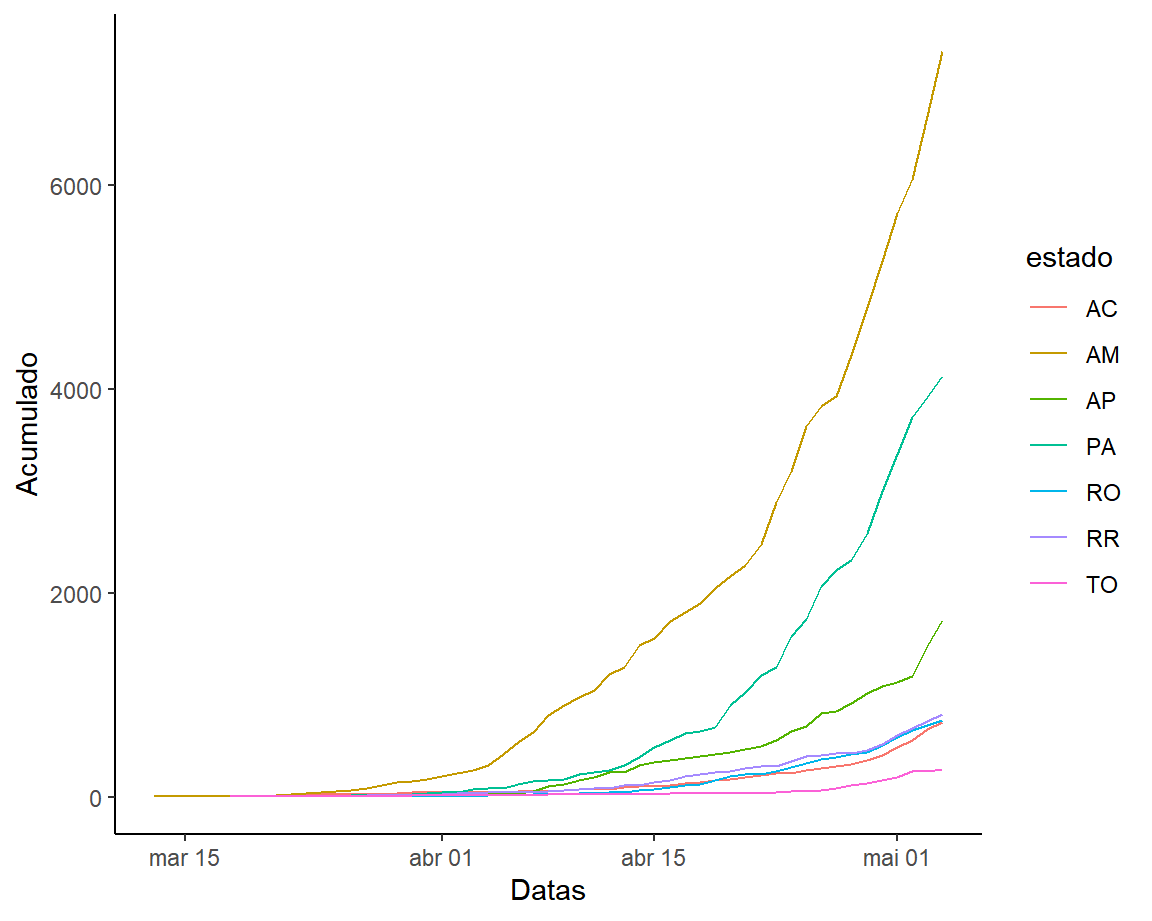 Acumulado
6000
4000
2000
0
mar 15
abr 01
abr 15
mai 01
Datas
estado
AC
AM
AP
PA
RO
RR
TO